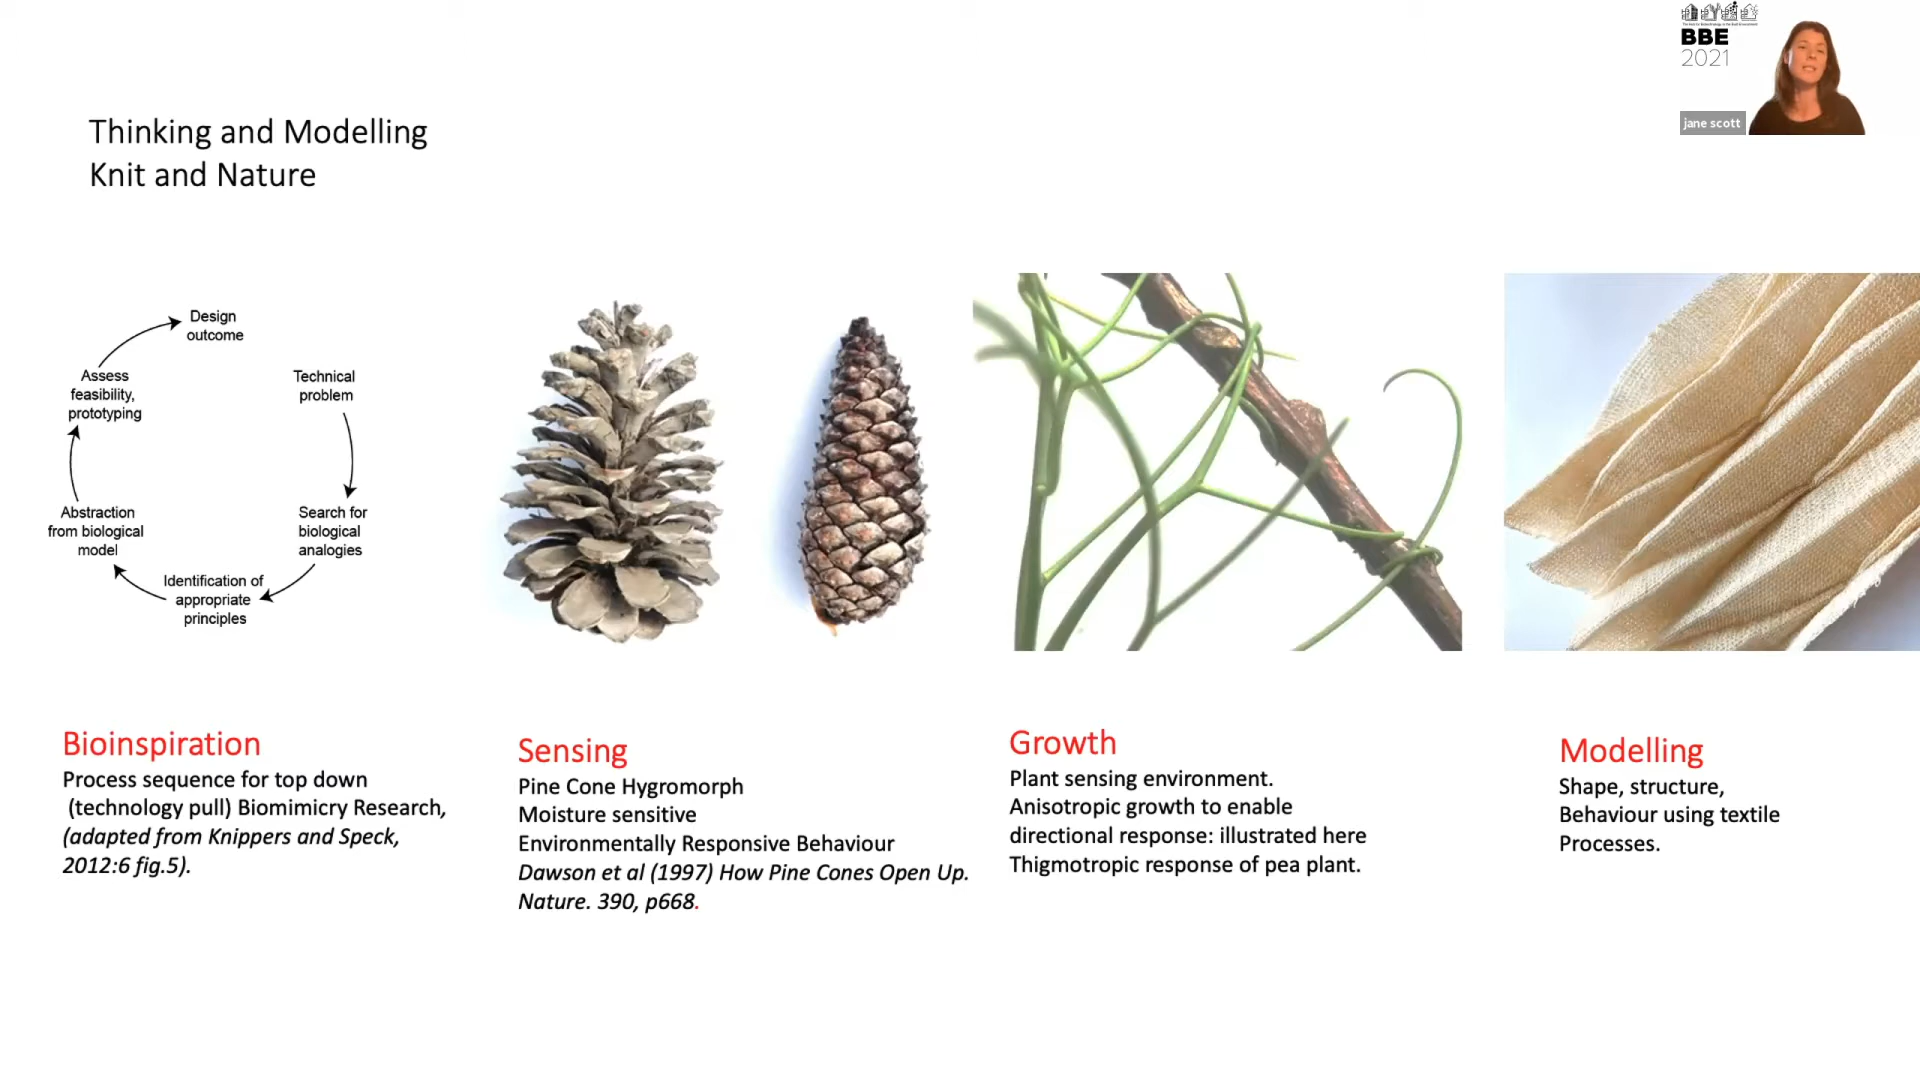 BBE
2021
jane scott
Thinking and Modelling
Knit and Nature
Design
outcome
Technical
problem
Search for
biological
analogies
Identification of
appropriate
principles
Abstraction
from biological
model
Assess
feasibility,
prototyping
Bioinspiration
Process sequence for top down
(technology pull) Biomimicry Research,
(adapted from Knippers and Speck,
2012:6 fig.5).
Sensing
Pine Cone Hygromorph
Moisture sensitive
Environmentally Responsive Behaviour
Dawson et al (1997) How Pine Cones Open Up.
Nature. 390, p668.
Growth
Plant sensing environment.
Anisotropic growth to enable
directional response: illustrated here
Thigmotropic response of pea plant.
Modelling
Shape, structure,
Behaviour using textile
Processes.